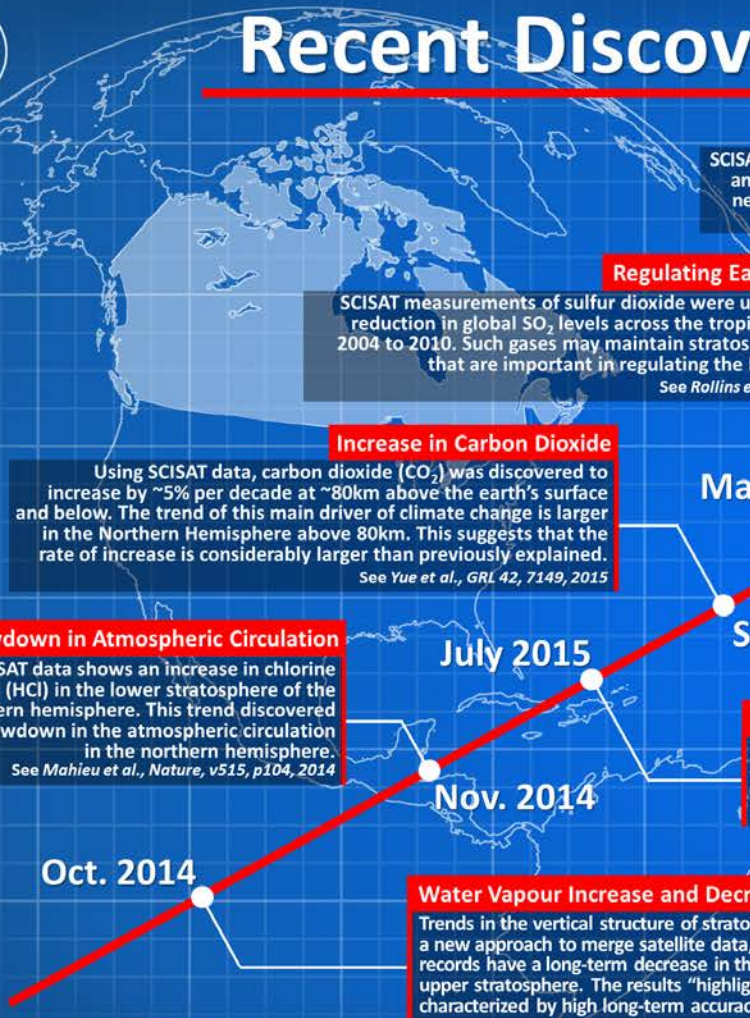 Recent Discov
SCISA
an
ne
Regulating Ea
SCISAT measurements of sulfur dioxide were u
reduction in global SO₂ levels across the tropi
2004 to 2010. Such gases may maintain stratos
that are important in regulating the
See Rollins e
Increase in Carbon Dioxide
Using SCISAT data, carbon dioxide (CO₂) was discovered to
increase by ~5% per decade at ~80km above the earth's surface
and below. The trend of this main driver of climate change is larger
in the Northern Hemisphere above 80km. This suggests that the
rate of increase is considerably larger than previously explained.
See Yue et al., GRL 42, 7149, 2015
Ma
S
July 2015
wdown in Atmospheric Circulation
SAT data shows an increase in chlorine
(HCl) in the lower stratosphere of the
ern hemisphere. This trend discovered
wdown in the atmospheric circulation
in the northern hemisphere.
See Mahieu et al., Nature, v515, p104, 2014
Nov. 2014
Oct. 2014
Water Vapour Increase and Decr
Trends in the vertical structure of strato
a new approach to merge satellite data,
records have a long-term decrease in th
upper stratosphere. The results "highlig
characterized by high long-term accurac